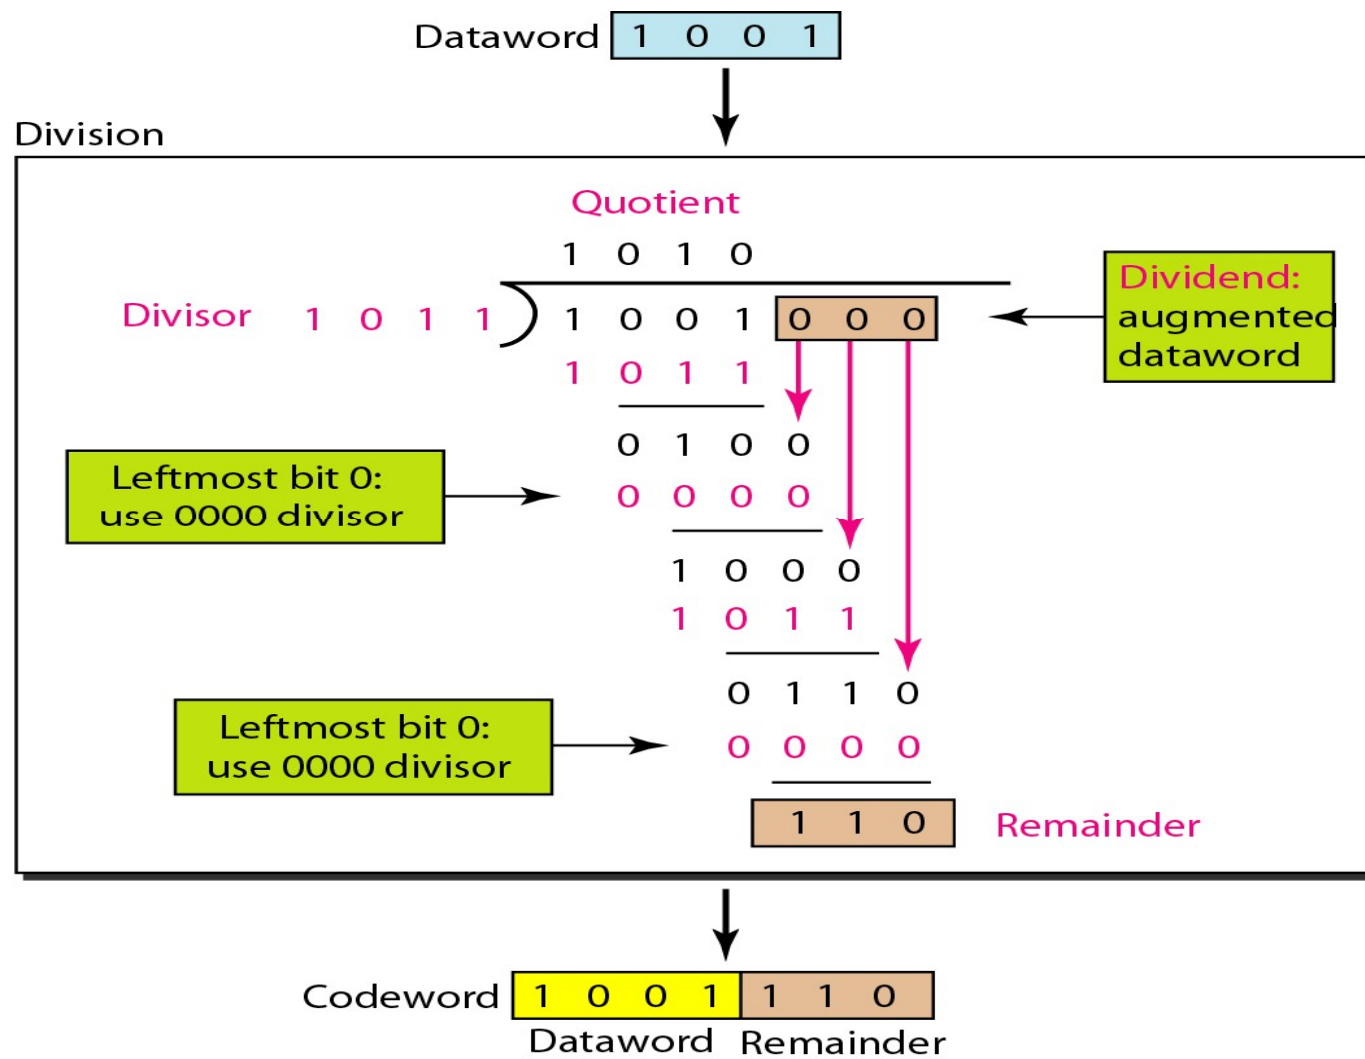 Dataword 1 0 0 1
Division
Quotient
1 0 1 0
Divisor 1 0 1 1 1 0 0 1 0 0 0
Dividend:
augmented
dataword
1 0 1 1
0 1 0 0
Leftmost bit 0:
use 0000 divisor
0 0 0 0
1 0 0 0
1 0 1 1
0 1 1 0
Leftmost bit 0:
use 0000 divisor
0 0 0 0
1 1 0 Remainder
Codeword 1 0 0 1 1 1 0
Dataword Remainder